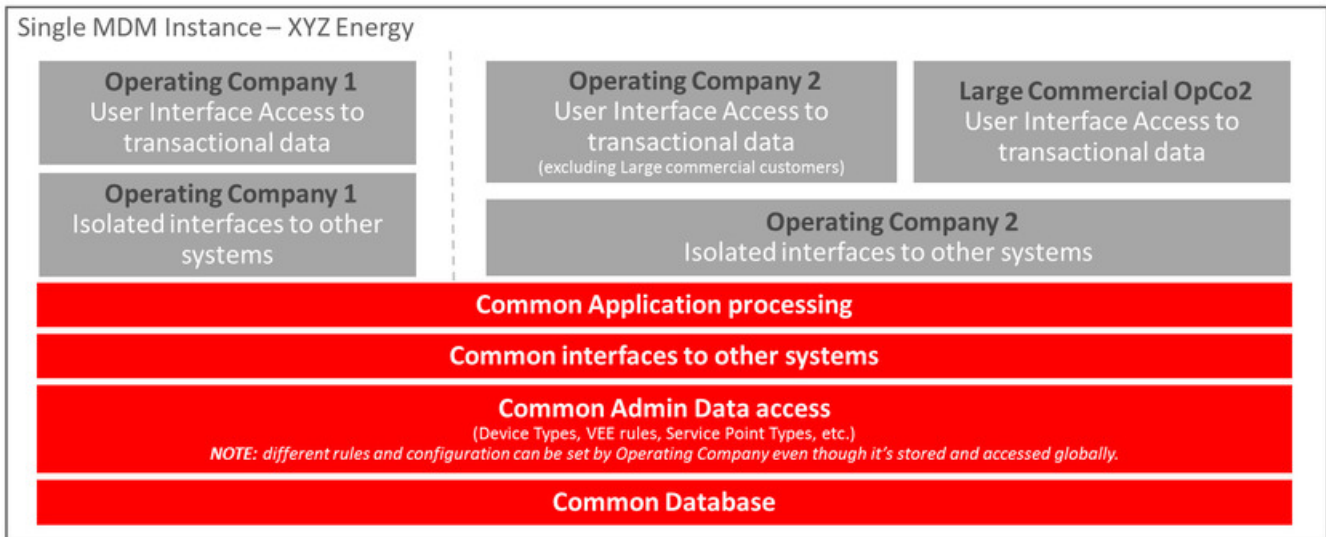 Single MDM Instance – XYZ Energy
Operating Company 1
User Interface Access to
transactional data
Operating Company 1
Isolated interfaces to other
systems
Operating Company 2
User Interface Access to
transactional data
(excluding Large commercial customers)
Large Commercial OpCo2
User Interface Access to
transactional data
Operating Company 2
Isolated interfaces to other systems
Common Application processing
Common interfaces to other systems
Common Admin Data access
(Device Types, VEE rules, Service Point Types, etc.)
NOTE: different rules and configuration can be set by Operating Company even though it's stored and accessed globally.
Common Database